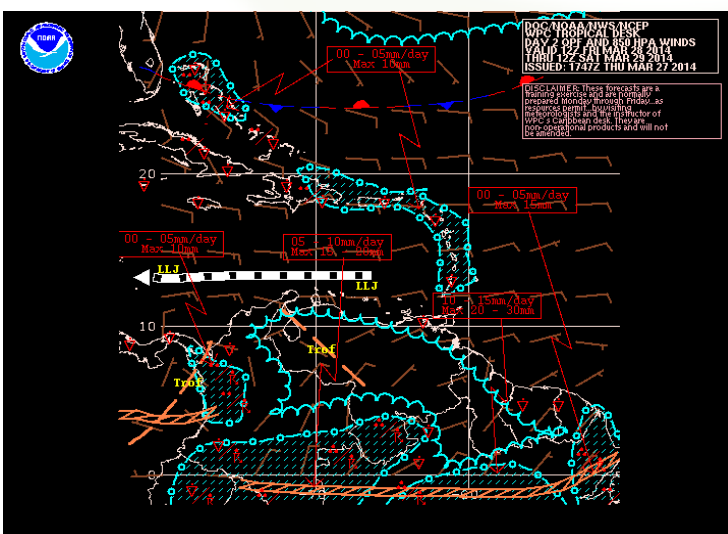 NOAA
00 - 05mm/day
Max 10mm
DOC/NOAA/NWS/NCEP
WPC TROPICAL DESK
DAY 2 QPF AND 850 HPA WINDS
VALID 12Z FRI MAR 28 2014
THRU 12Z SAT MAR 29 2014
ISSUED: 1747Z THU MAR 27 2014
DISCLAIMER: These forecasts are a
training exercise and are normally
prepared Monday through Friday...as
resources permit...by visiting
meteorologists and the instructor of
WPC's Caribbean desk. They are
non-operational products and will not
be amended.
20
00 - 05mm/day
Max 15mm
00 - 05mm/day
Max 10mm
05 - 10mm/day
Max 15 - 20mm
LLJ
LLJ
10 - 15mm/day
Max 20 - 30mm
10
Trof
Trof
0